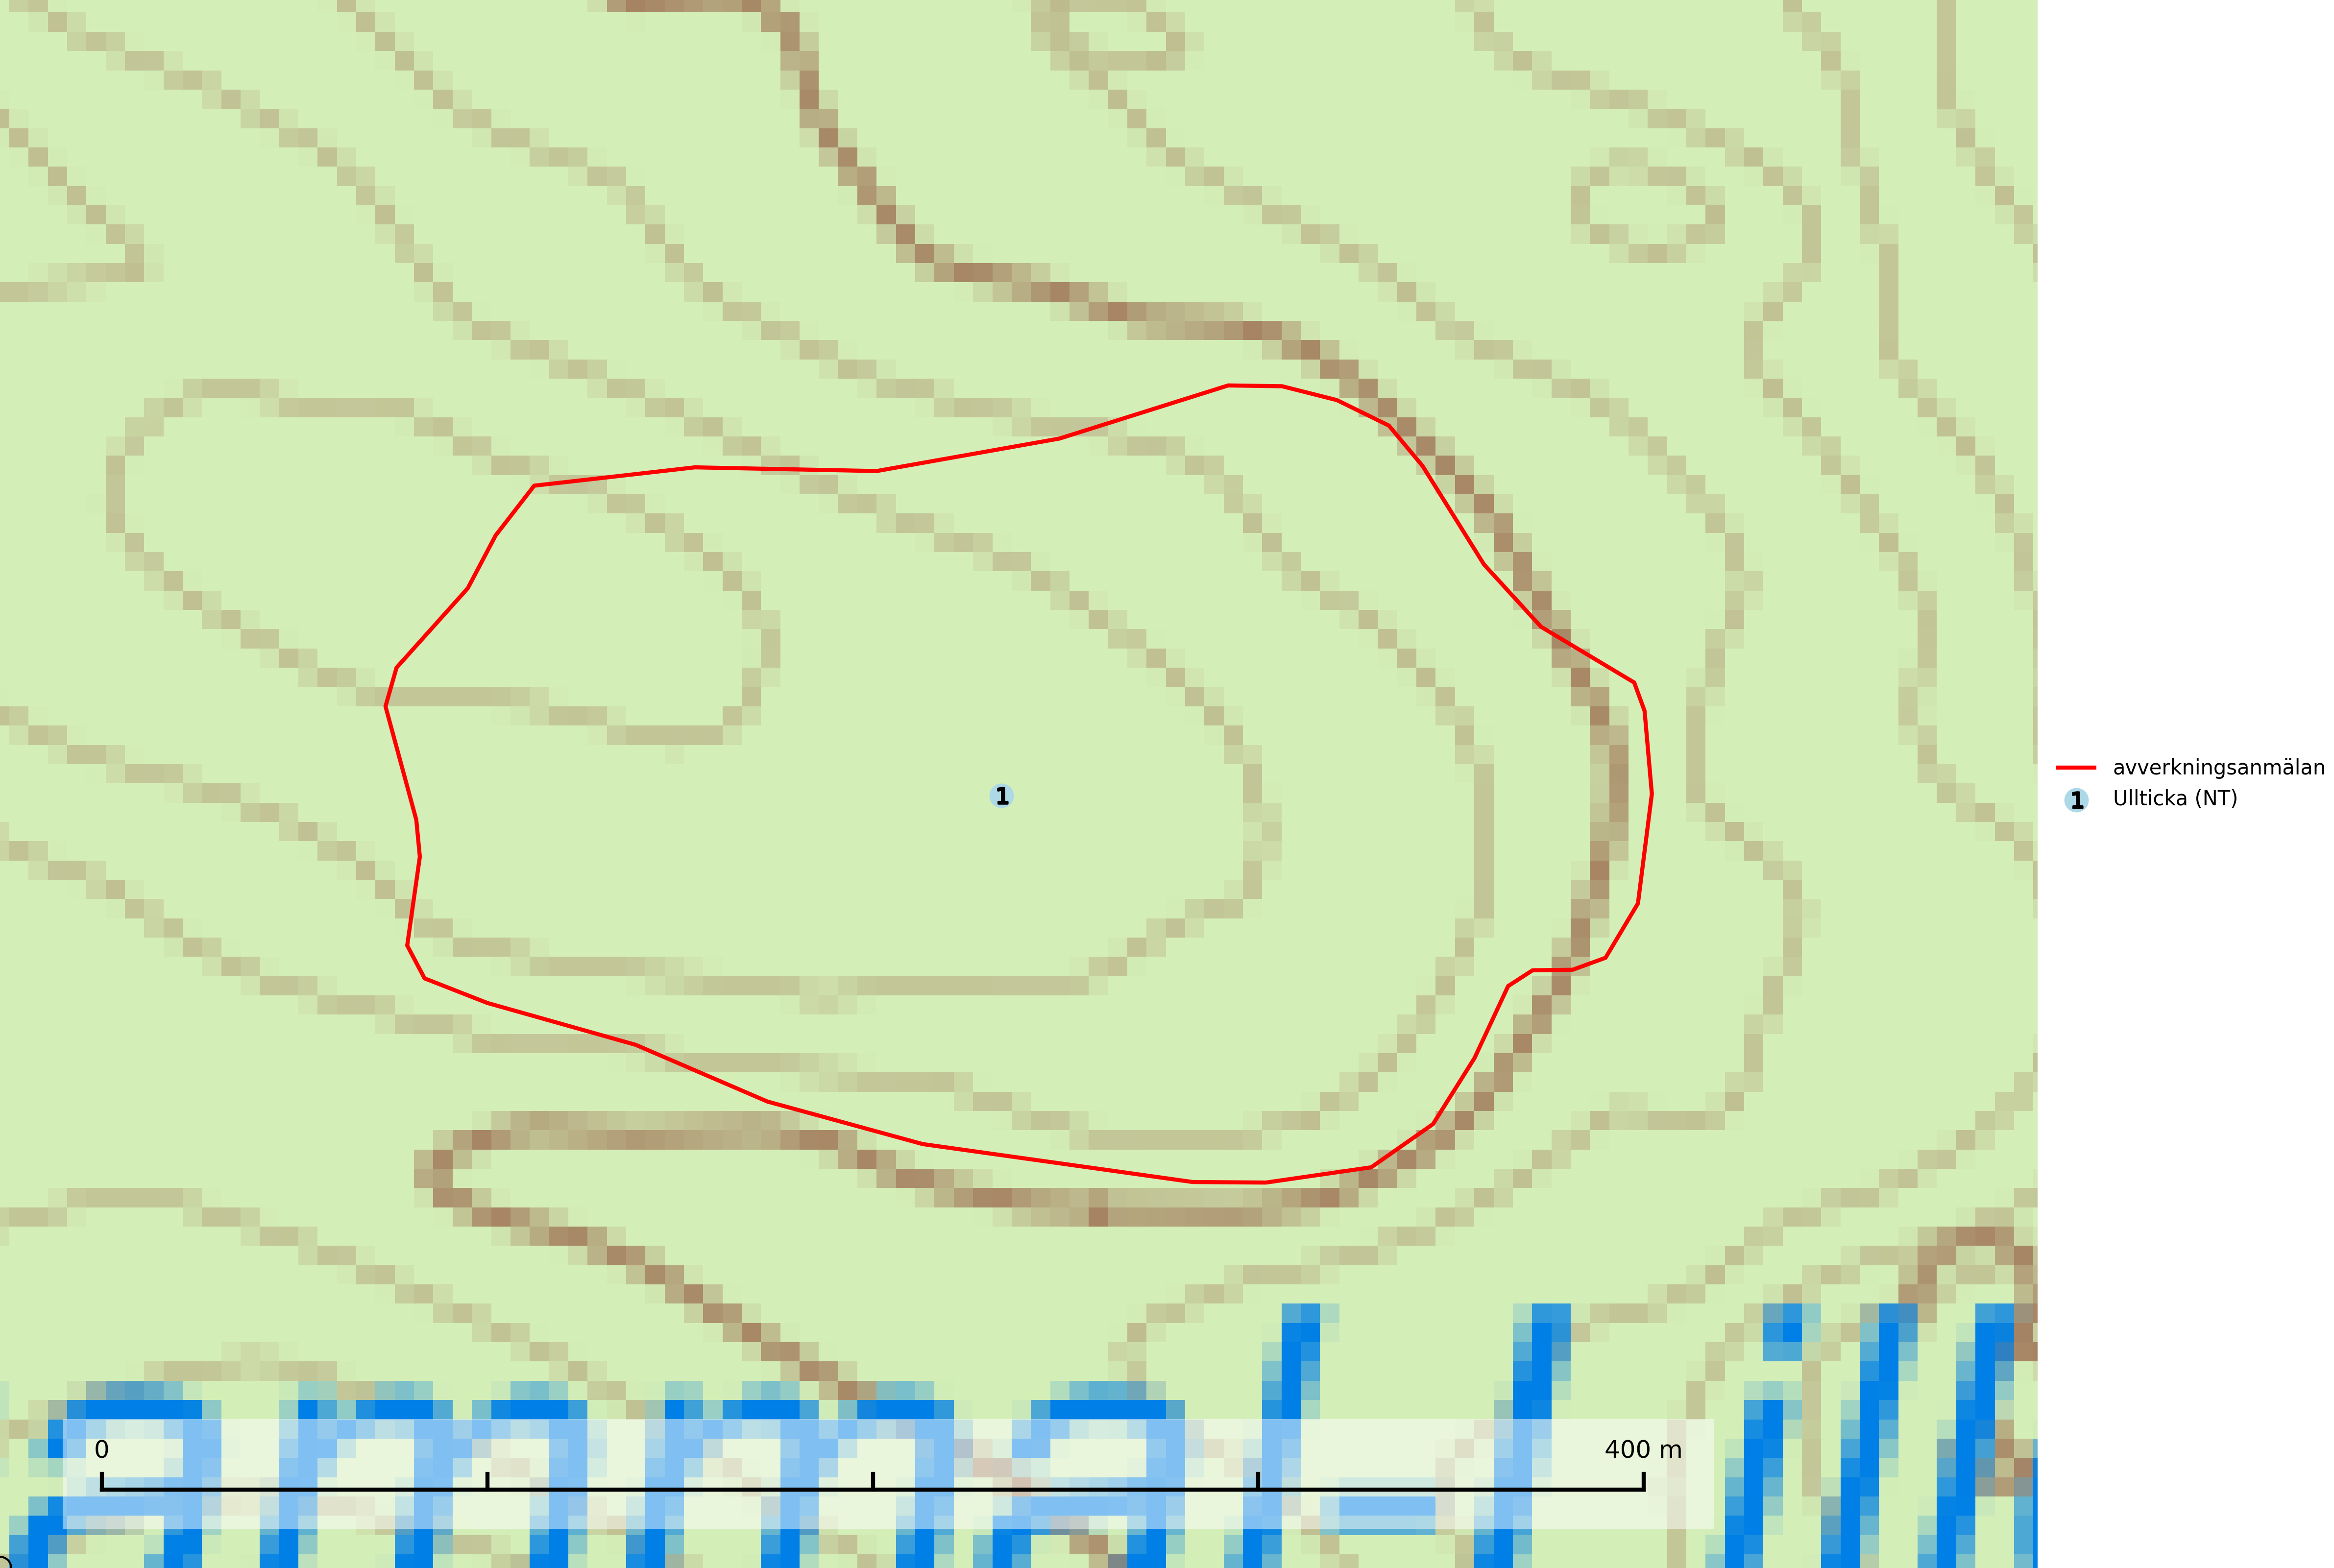 1
avverkningsanmälan
1 Ullticka (NT)
0 400 m